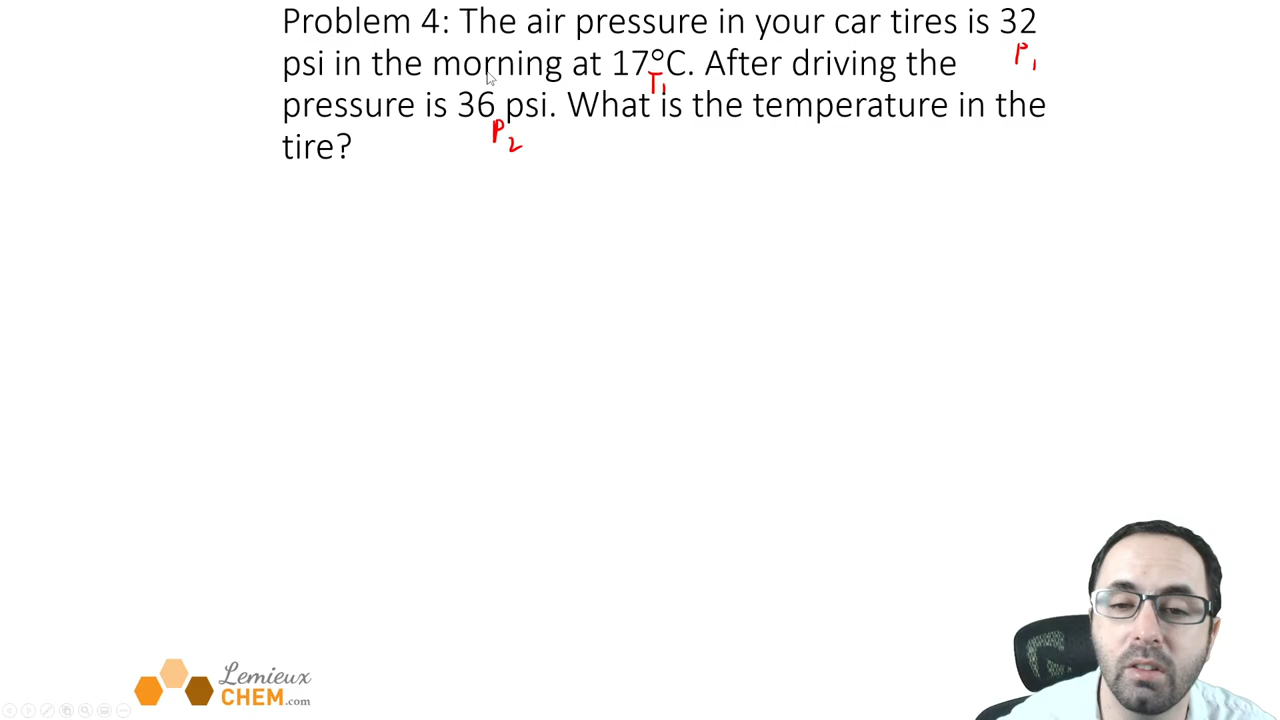 Problem 4: The air pressure in your car tires is 32
P1
psi in the morning at 17°C. After driving the
T1
pressure is 36 psi. What is the temperature in the
P2
tire?
Lemieux
CHEM.com